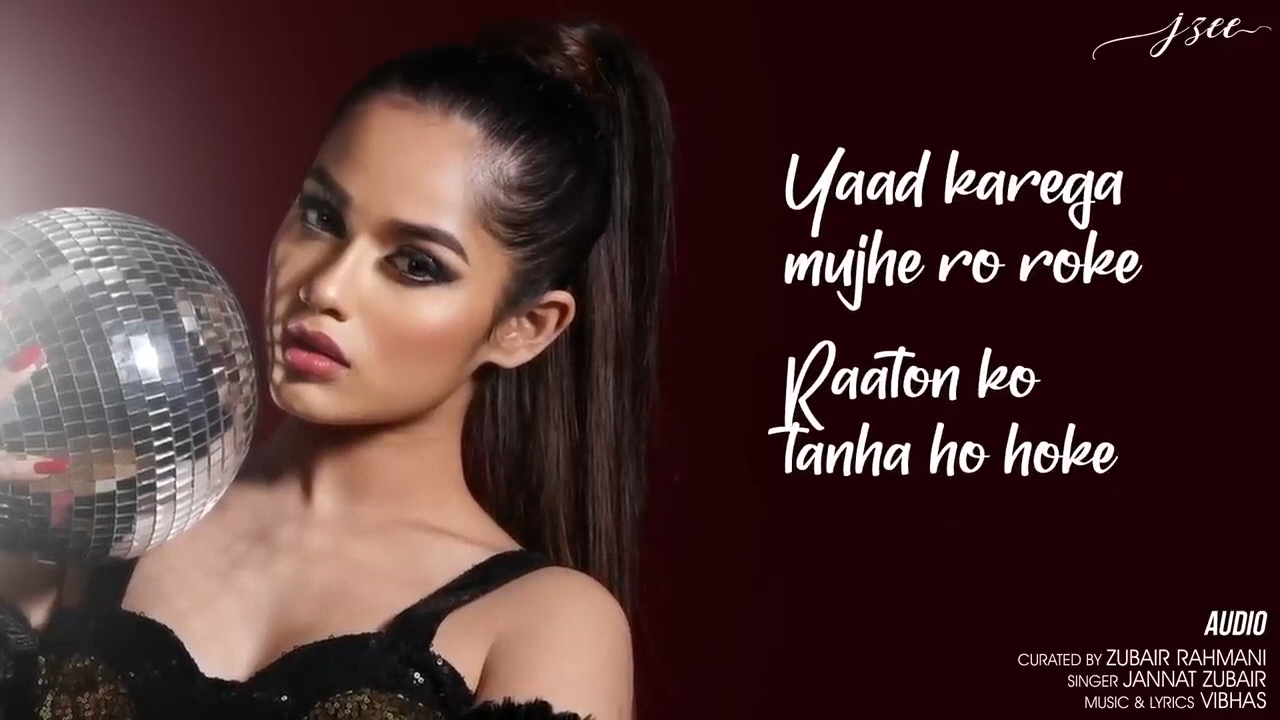 jzee
Yaad karega
mujhe ro roke
Raaton ko
tanha ho hoke
AUDIO
CURATED BY ZUBAIR RAHMANI
SINGER JANNAT ZUBAIR
MUSIC & LYRICS VIBHAS